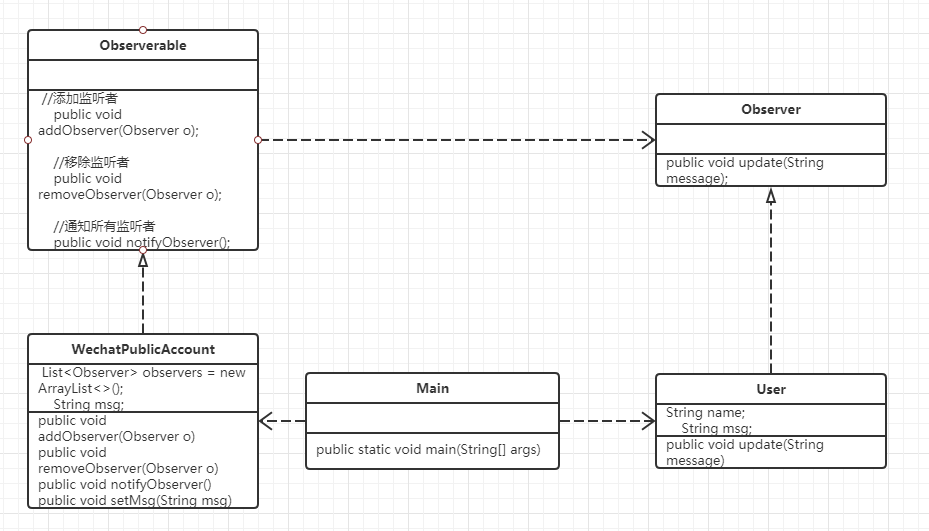 Observerable
//添加监听者
public void
addObserver(Observer o);
//移除监听者
public void
removeObserver(Observer o);
//通知所有监听者
public void notifyObserver();
Observer
public void update(String
message);
WechatPublicAccount
List<Observer> observers = new
ArrayList<>();
String msg;
public void
addObserver(Observer o)
public void
removeObserver(Observer o)
public void notifyObserver()
public void setMsg(String msg)
Main
public static void main(String[] args)
User
String name;
String msg;
public void update(String
message)